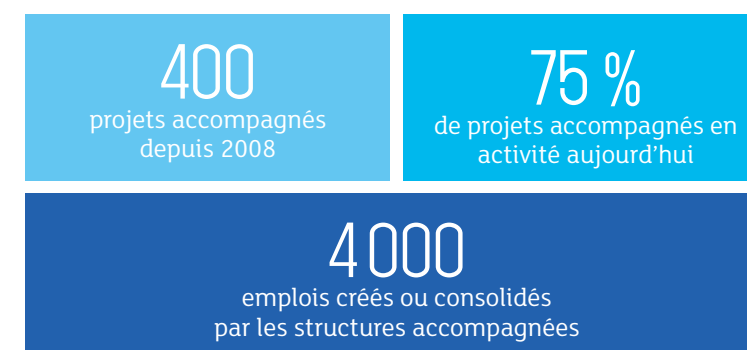 400
projets accompagnés
depuis 2008
75 %
de projets accompagnés en
activité aujourd'hui
4 000
emplois créés ou consolidés
par les structures accompagnées